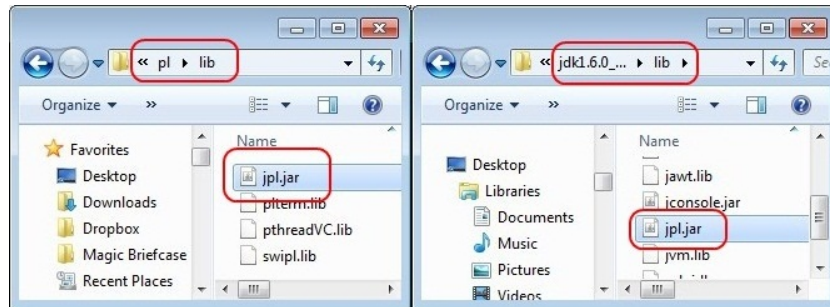 « pl ▸ lib
Organize ▾ »
Favorites
Desktop
Downloads
Dropbox
Magic Briefcase
Recent Places
Name
jpl.jar
plterm.lib
pthreadVC.lib
swipl.lib
« jdk1.6.0_... ▸ lib ▸
Organize ▾ »
Desktop
Libraries
Documents
Music
Pictures
Videos
Name
jawt.lib
jconsole.jar
jpl.jar
jvm.lib